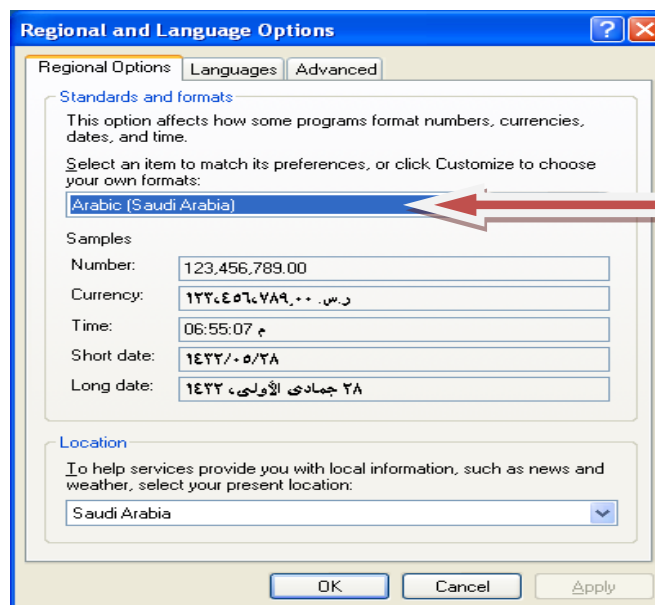 Regional and Language Options
Regional Options
Languages
Advanced
Standards and formats
This option affects how some programs format numbers, currencies,
dates, and time.
Select an item to match its preferences, or click Customize to choose
your own formats:
Arabic (Saudi Arabia)
Samples
Number: 123,456,789.00
Currency: ر.س. ١٢٣،٤٥٦،٧٨٩,٠٠
Time: 06:55:07 م
Short date: ١٤٣٢/٠٥/٢٨
Long date: ٢٨ جمادى الأولى، ١٤٣٢
Location
To help services provide you with local information, such as news and
weather, select your present location:
Saudi Arabia
OK
Cancel
Apply